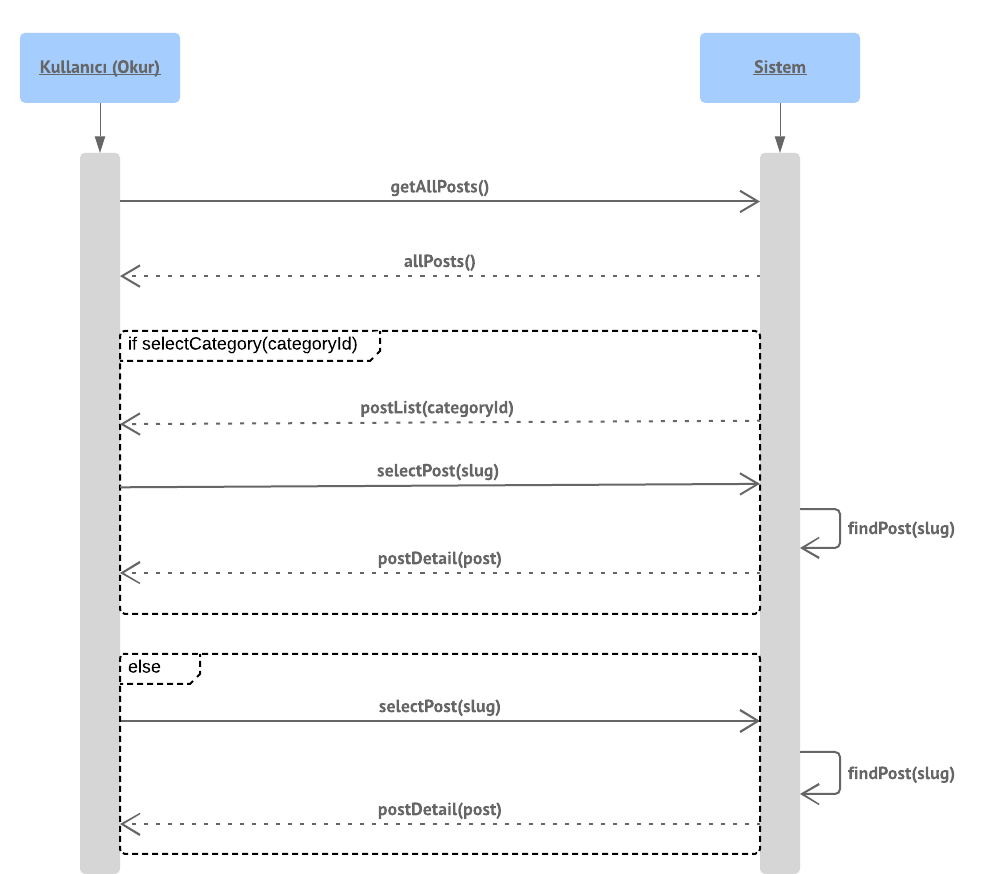 Kullanıcı (Okur)
Sistem
getAllPosts()
allPosts()
if selectCategory(categoryId)
postList(categoryId)
selectPost(slug)
findPost(slug)
postDetail(post)
else
selectPost(slug)
findPost(slug)
postDetail(post)